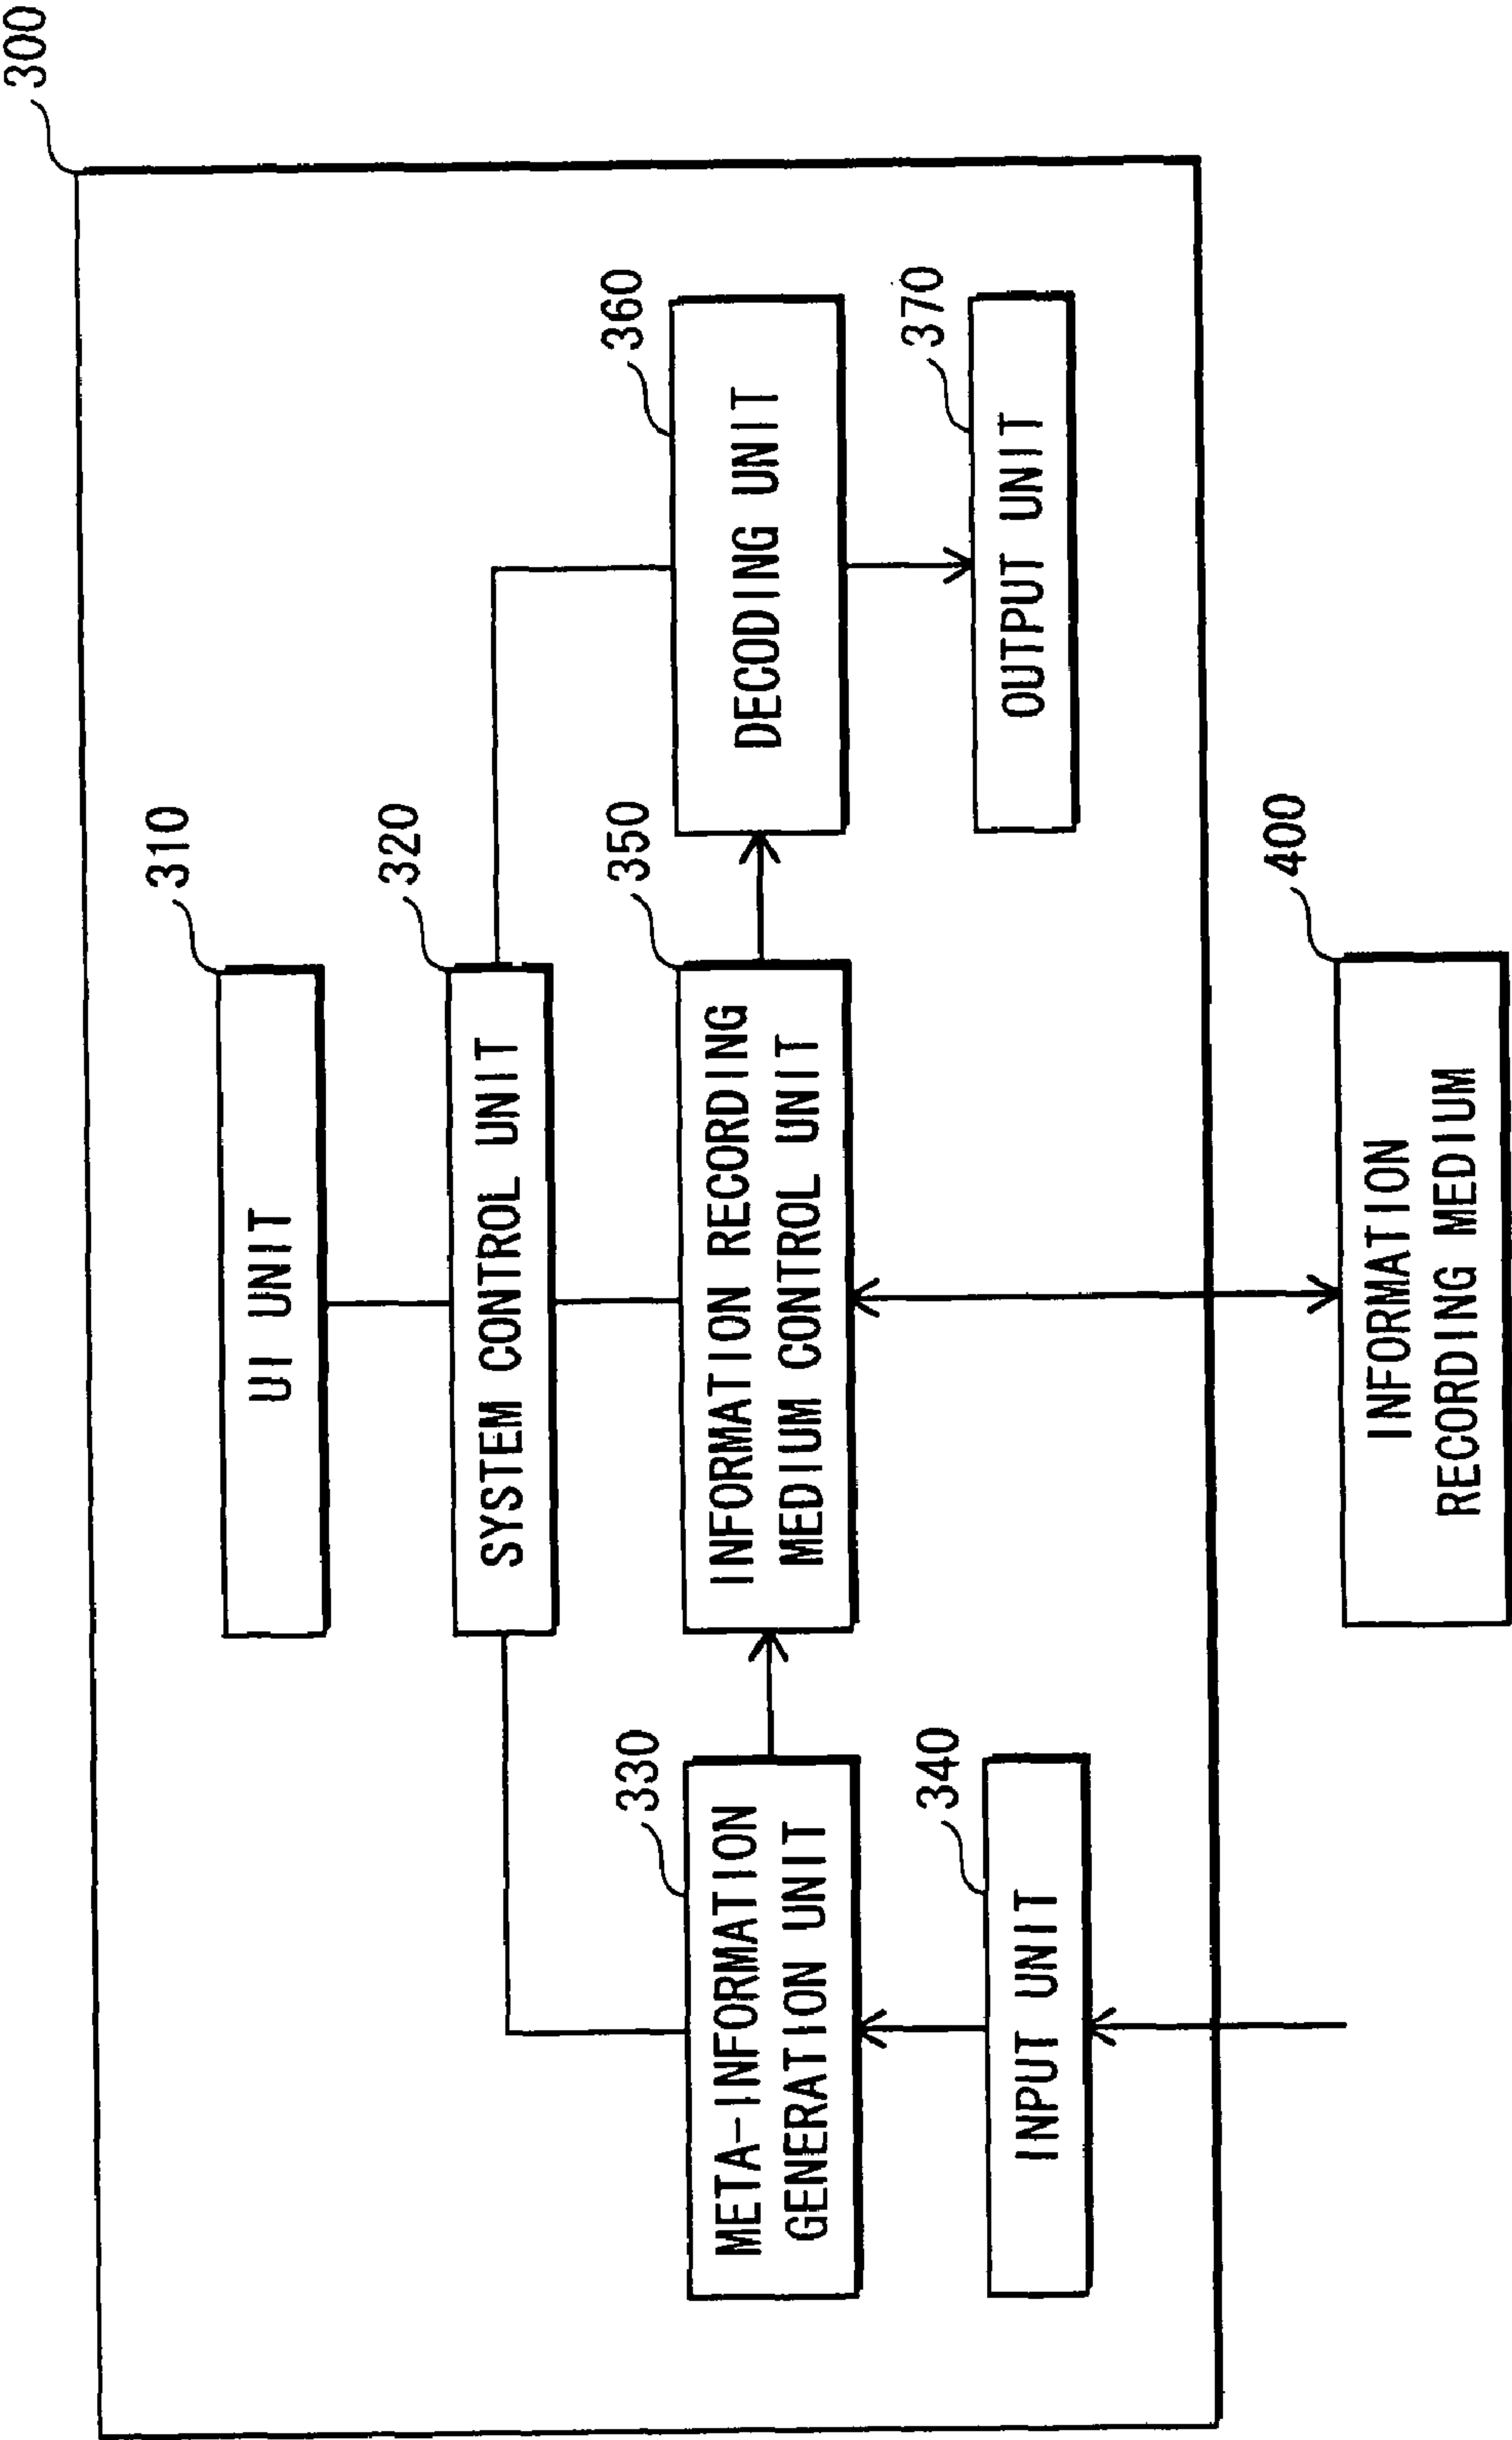 300
310
UI UNIT
320
SYSTEM CONTROL UNIT
330
META-INFORMATION
GENERATION UNIT
350
INFORMATION RECORDING
MEDIUM CONTROL UNIT
360
DECODING UNIT
340
INPUT UNIT
370
OUTPUT UNIT
400
INFORMATION
RECORDING MEDIUM